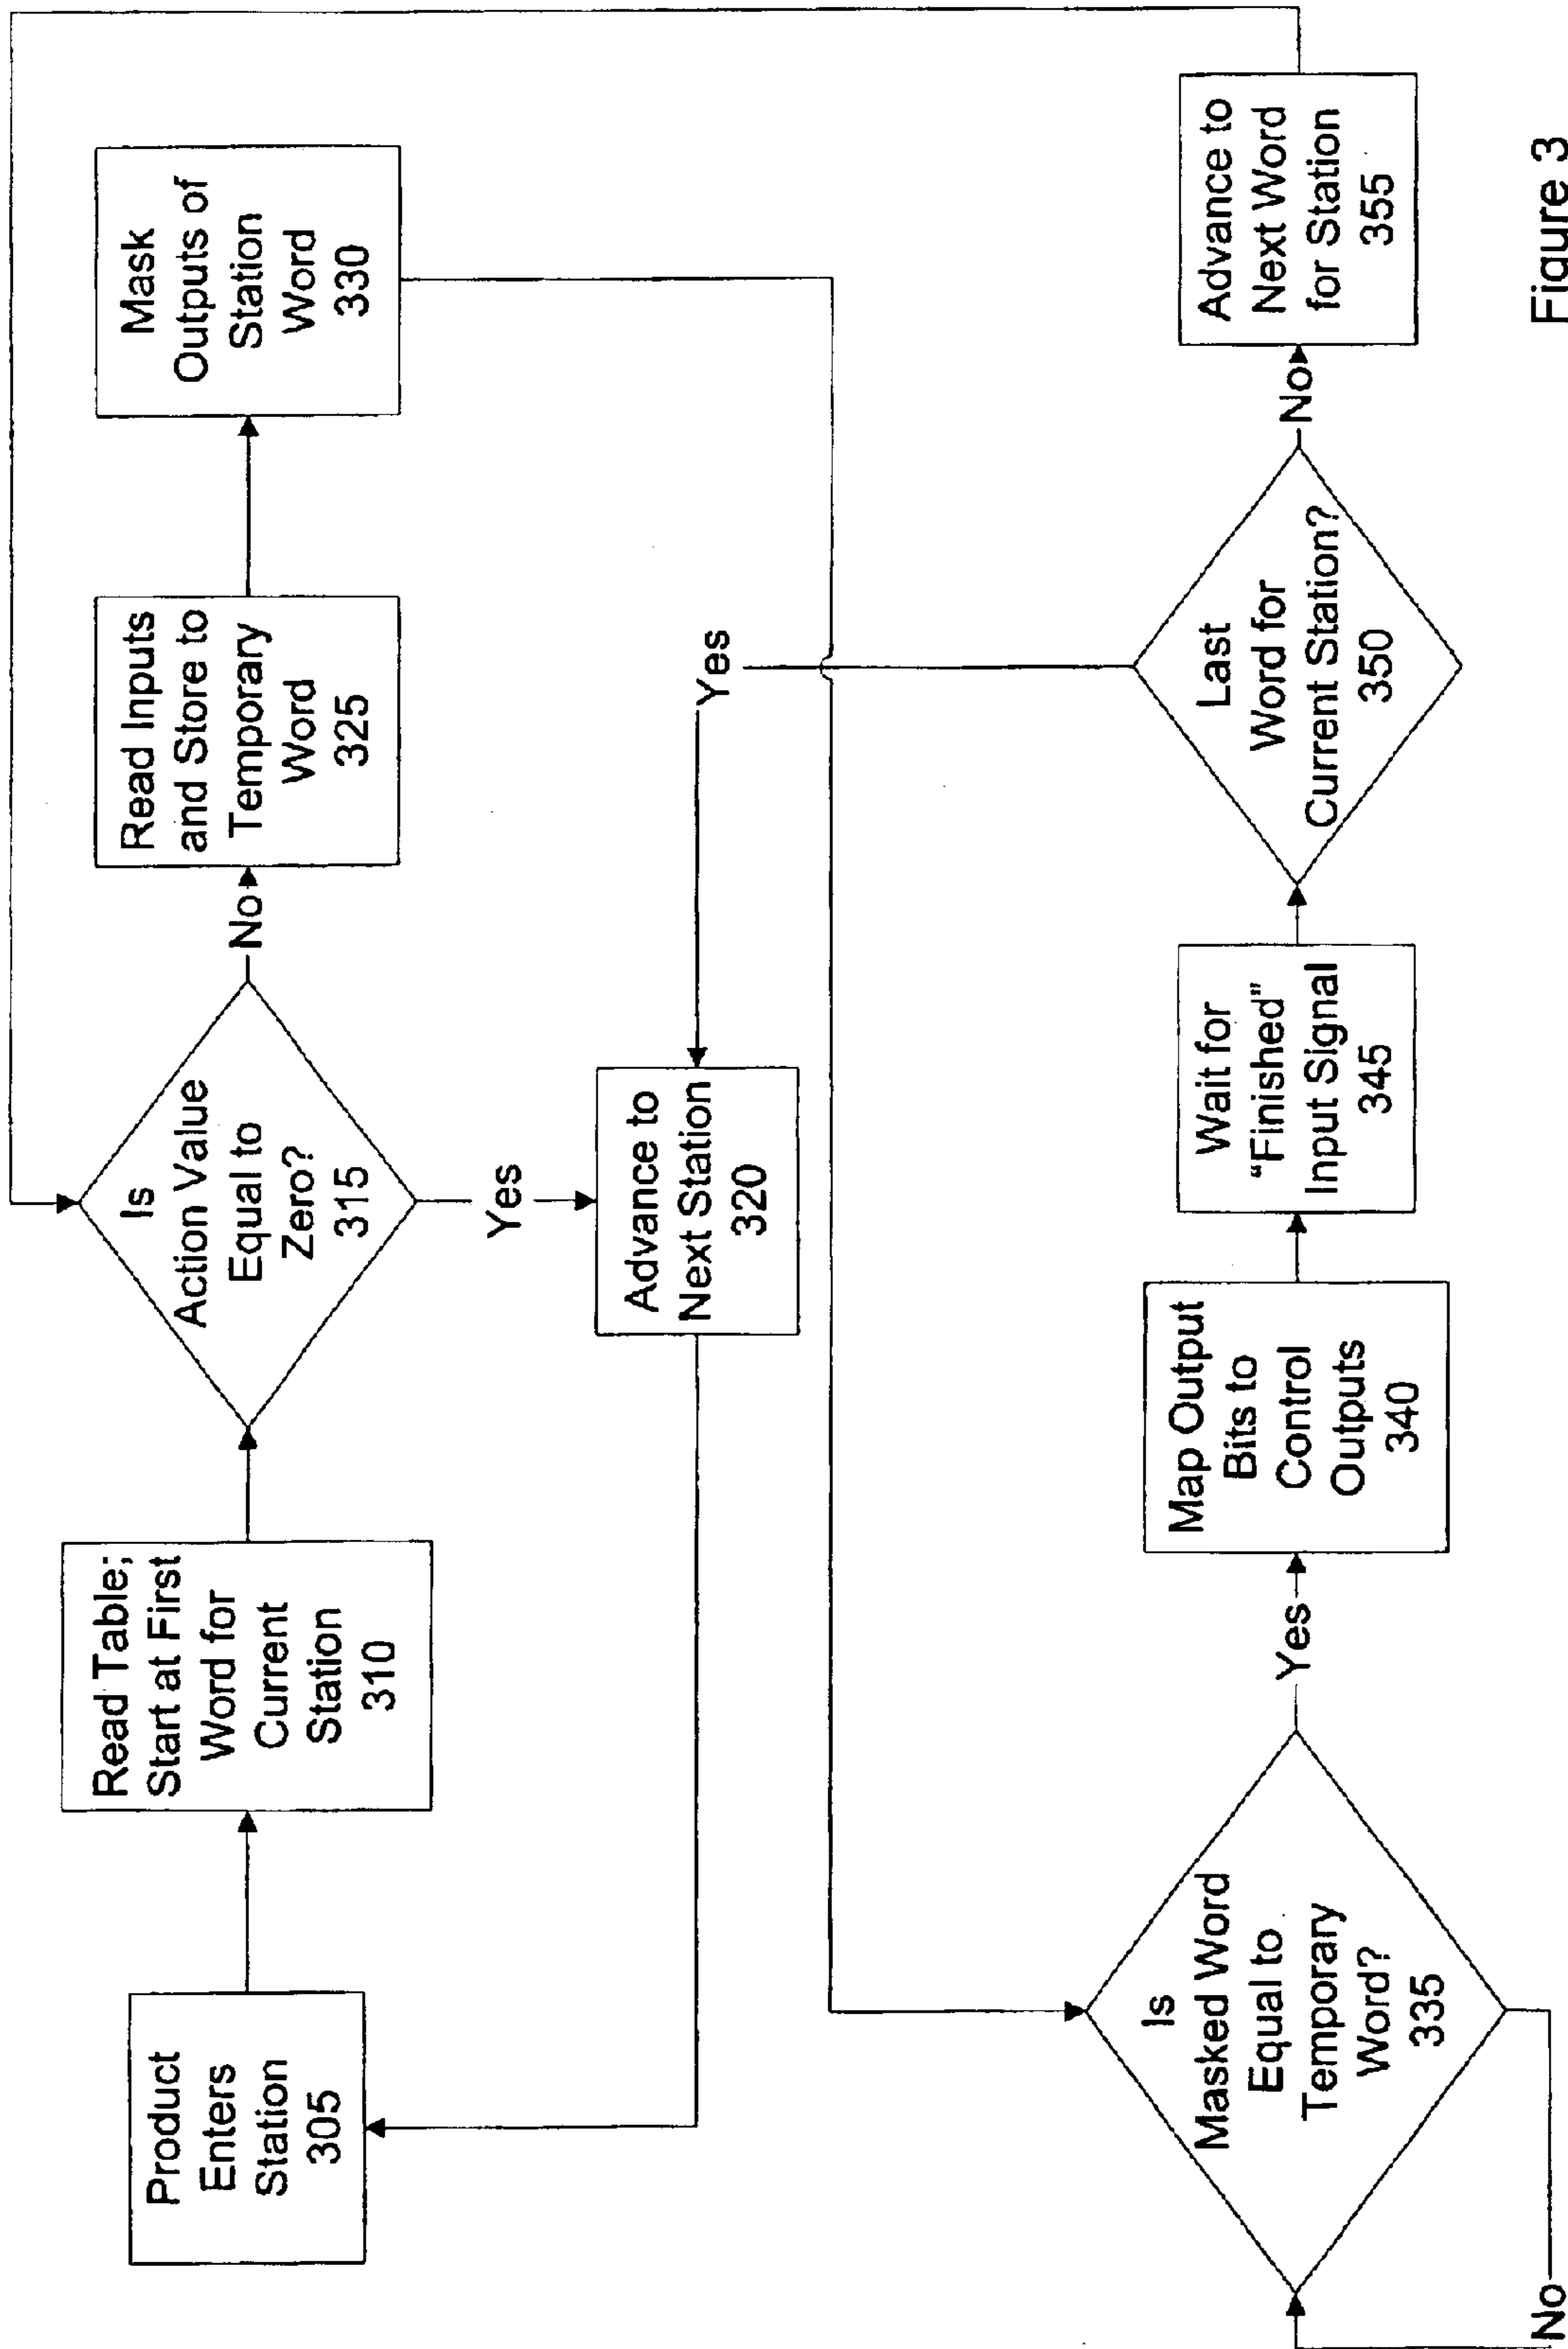 Product
Enters
Station
305
Read Table;
Start at First
Word for
Current
Station
310
Is
Action Value
Equal to
Zero?
315
No
Read Inputs
and Store to
Temporary
Word
325
Mask
Outputs of
Station
Word
330
Yes
Advance to
Next Station
320
Yes
Is
Masked Word
Equal to
Temporary
Word?
335
No
Yes
Map Output
Bits to
Control
Outputs
340
Wait for
“Finished”
Input Signal
345
Last
Word for
Current Station?
350
No
Advance to
Next Word
for Station
355
Figure 3